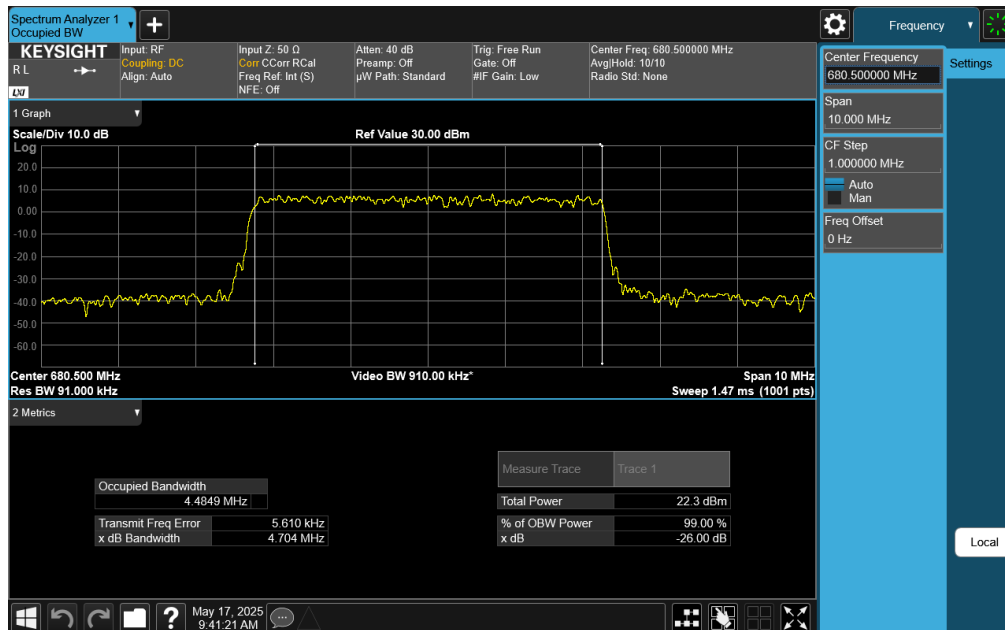 Spectrum Analyzer 1
Occupied BW
Frequency
KEYSIGHT
R L
LXI
Input: RF
Coupling: DC
Align: Auto
Input Z: 50 Ω
Corr CCorr RCal
Freq Ref: Int (S)
NFE: Off
Atten: 40 dB
Preamp: Off
µW Path: Standard
Trig: Free Run
Gate: Off
#IF Gain: Low
Center Freq: 680.500000 MHz
Avg|Hold: 10/10
Radio Std: None
Center Frequency
680.500000 MHz
Settings
Span
10.000 MHz
CF Step
1.000000 MHz
Auto
Man
Freq Offset
0 Hz
Local
1 Graph
Scale/Div 10.0 dB
Ref Value 30.00 dBm
Log
20.0
10.0
0.00
-10.0
-20.0
-30.0
-40.0
-50.0
-60.0
Center 680.500 MHz
Video BW 910.00 kHz*
Span 10 MHz
Res BW 91.000 kHz
Sweep 1.47 ms (1001 pts)
2 Metrics
Measure Trace
Trace 1
Occupied Bandwidth
4.4849 MHz
Total Power
22.3 dBm
Transmit Freq Error
5.610 kHz
% of OBW Power
99.00 %
x dB Bandwidth
4.704 MHz
x dB
-26.00 dB
May 17, 2025
9:41:21 AM